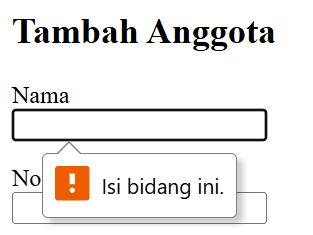 Tambah Anggota
Nama
Isi bidang ini.
No